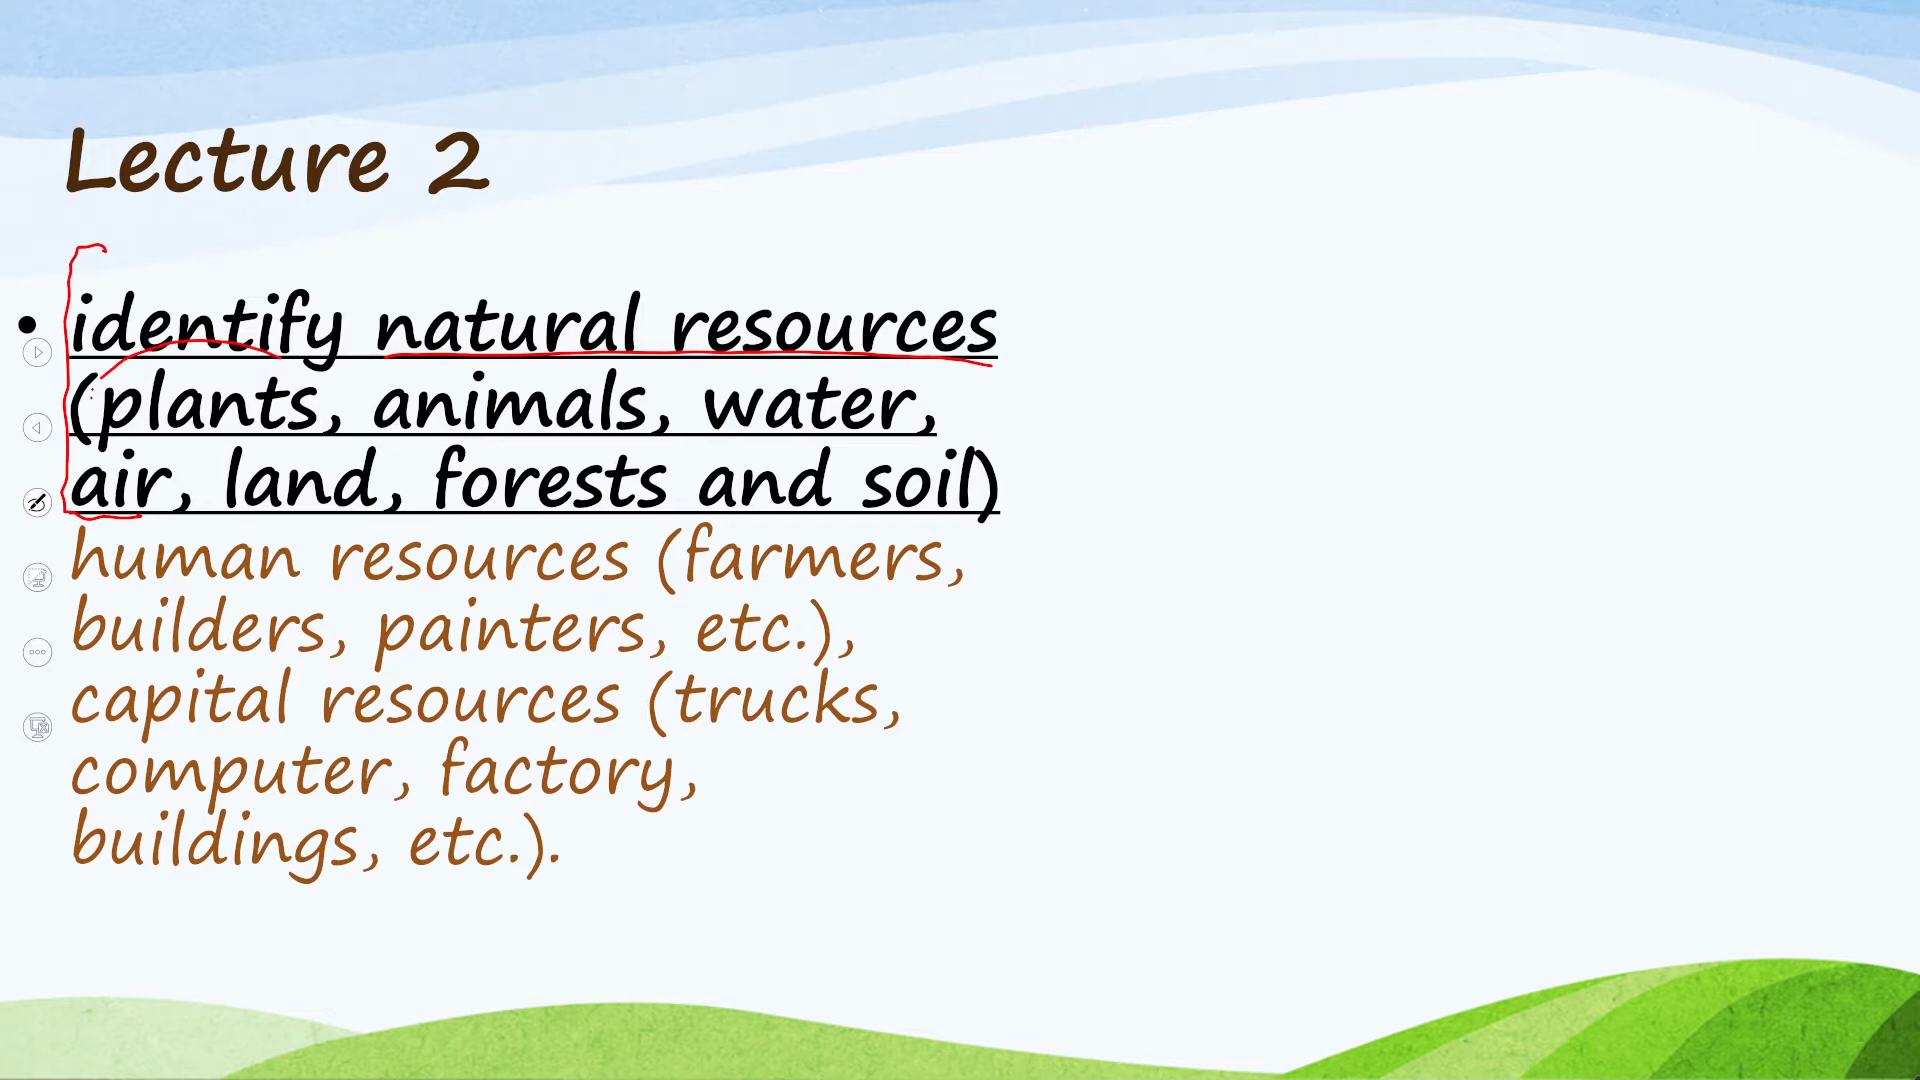 Lecture 2
• identify natural resources
(plants, animals, water,
air, land, forests and soil)
human resources (farmers,
builders, painters, etc.),
capital resources (trucks,
computer, factory,
buildings, etc.).